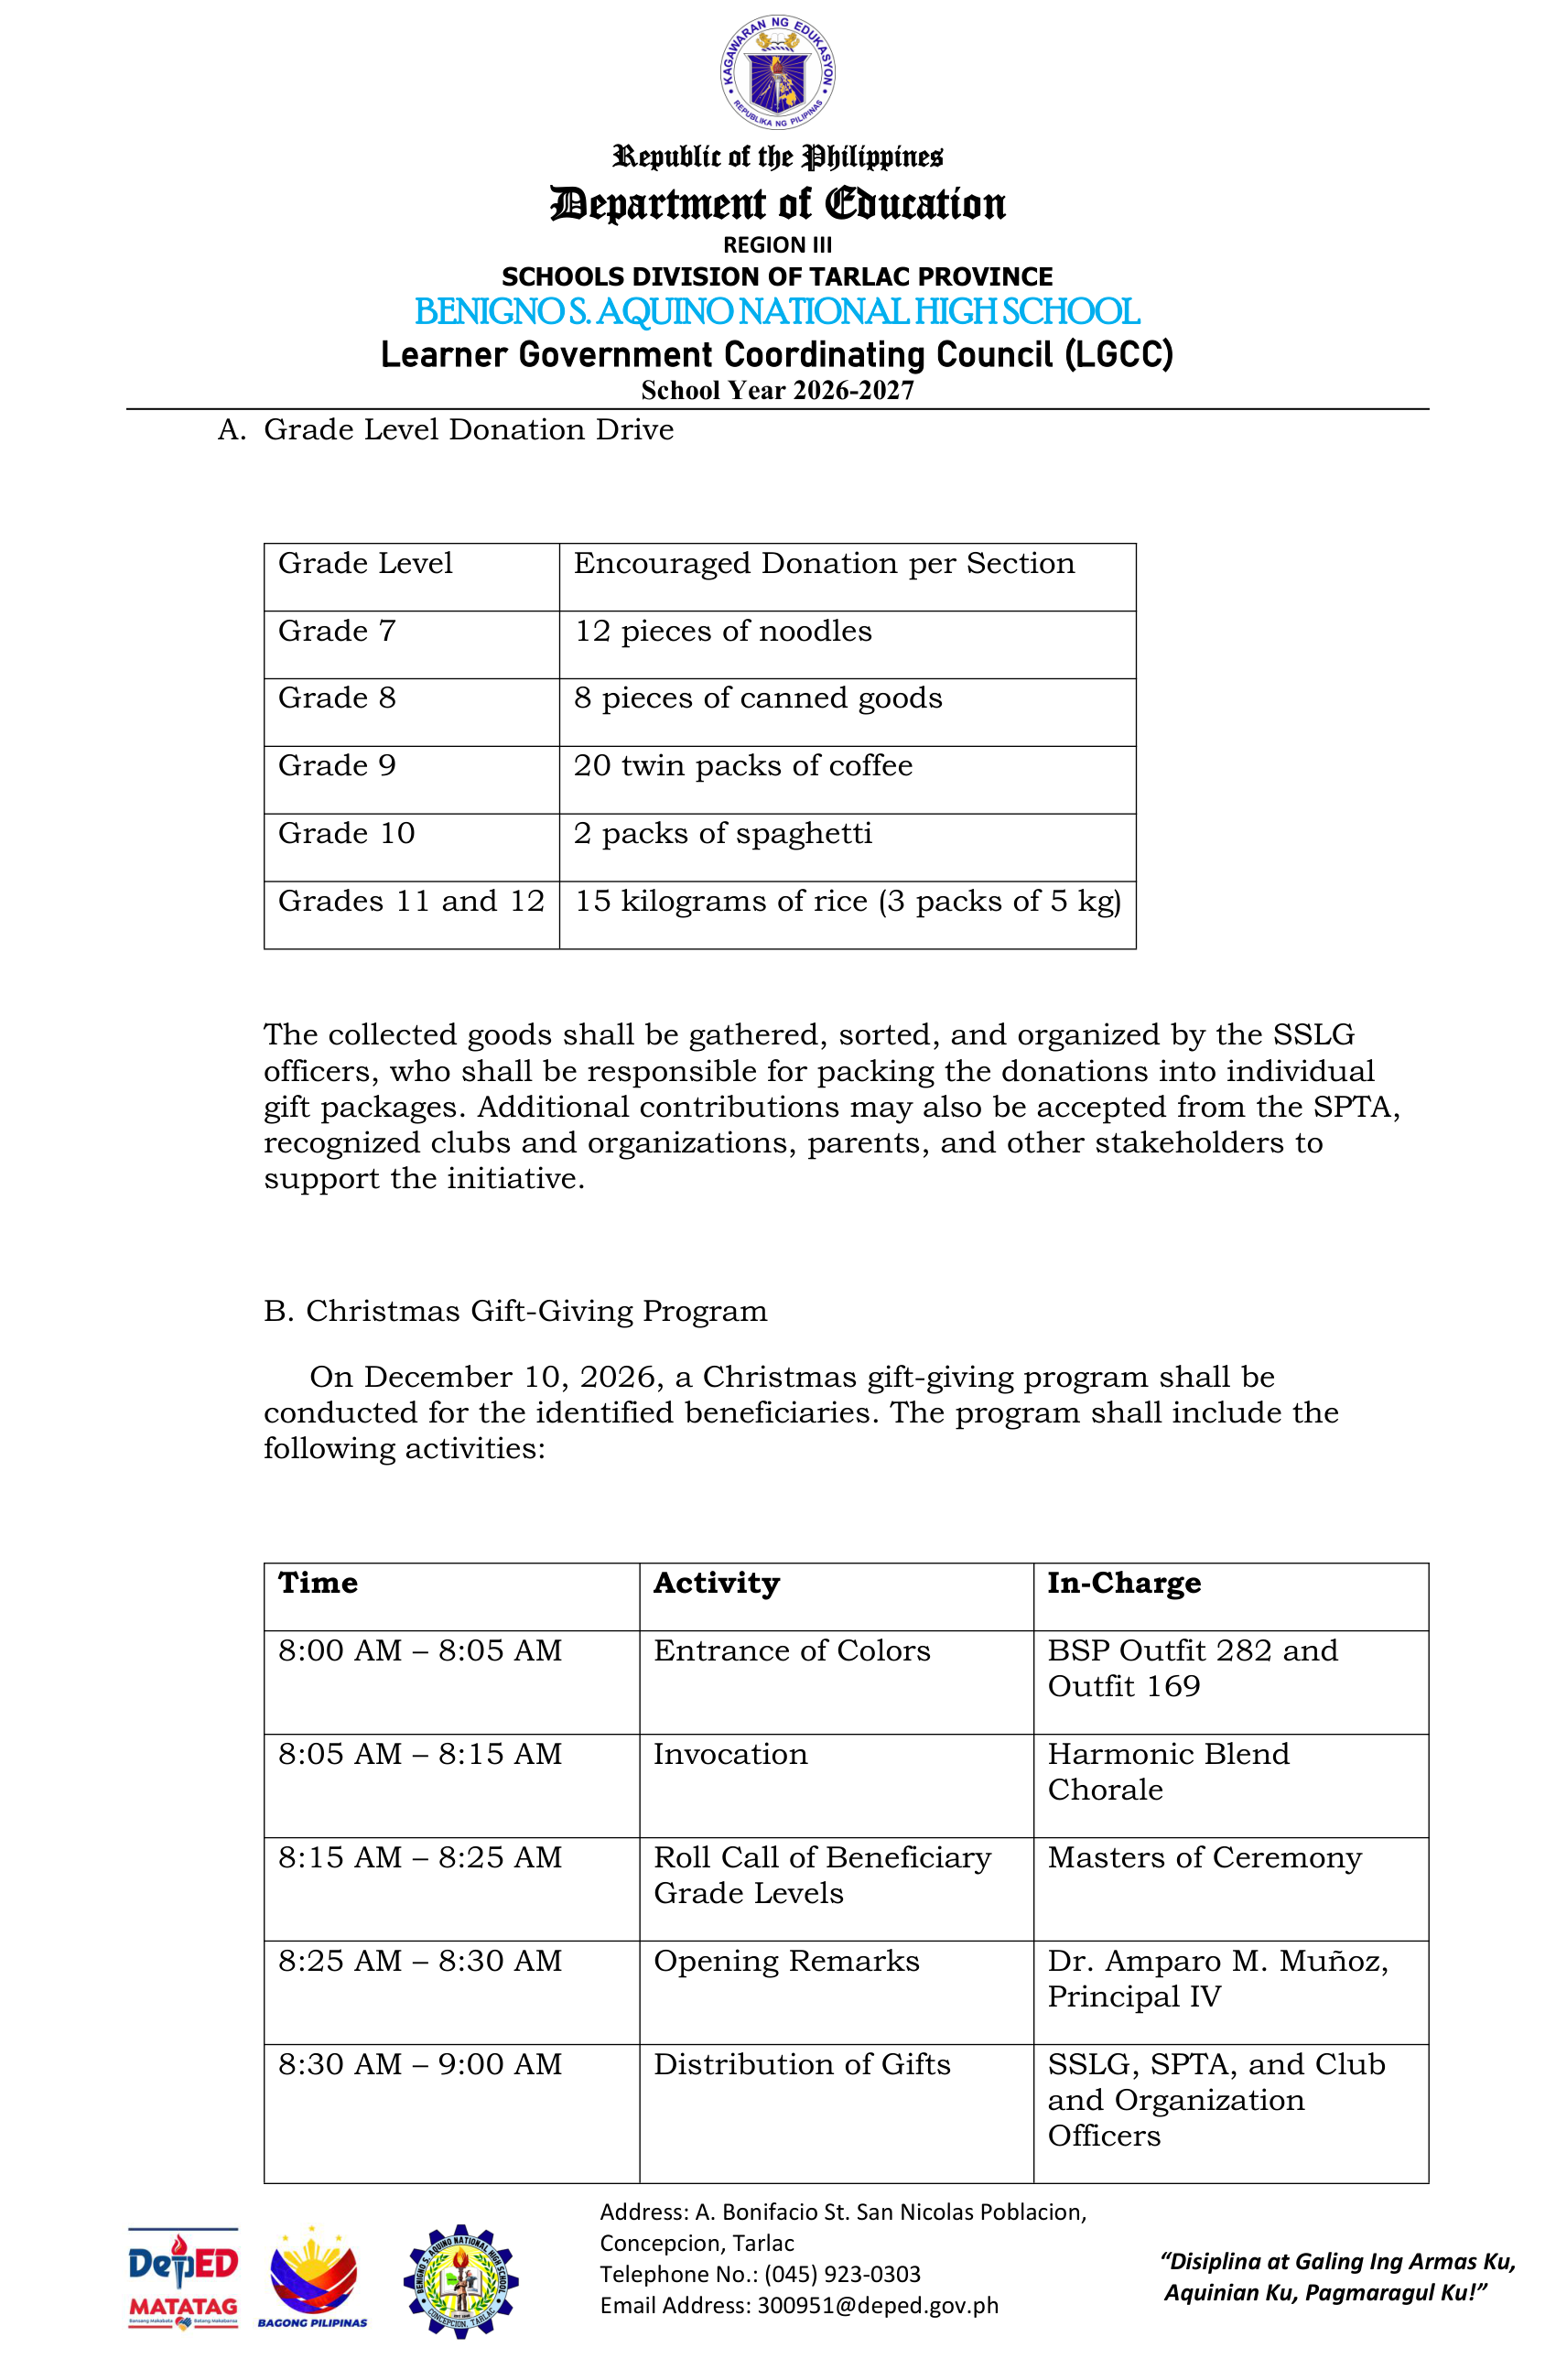 KAGAWARAN NG EDUKASYON
REPUBLIKA NG PILIPINAS
Republic of the Philippines
Department of Education
REGION III
SCHOOLS DIVISION OF TARLAC PROVINCE
BENIGNO S. AQUINO NATIONAL HIGH SCHOOL
Learner Government Coordinating Council (LGCC)
School Year 2026-2027
A. Grade Level Donation Drive
Grade Level Encouraged Donation per Section
Grade 7 12 pieces of noodles
Grade 8 8 pieces of canned goods
Grade 9 20 twin packs of coffee
Grade 10 2 packs of spaghetti
Grades 11 and 12 15 kilograms of rice (3 packs of 5 kg)
The collected goods shall be gathered, sorted, and organized by the SSLG
officers, who shall be responsible for packing the donations into individual
gift packages. Additional contributions may also be accepted from the SPTA,
recognized clubs and organizations, parents, and other stakeholders to
support the initiative.
B. Christmas Gift-Giving Program
On December 10, 2026, a Christmas gift-giving program shall be
conducted for the identified beneficiaries. The program shall include the
following activities:
Time Activity In-Charge
8:00 AM – 8:05 AM Entrance of Colors BSP Outfit 282 and
Outfit 169
8:05 AM – 8:15 AM Invocation Harmonic Blend
Chorale
8:15 AM – 8:25 AM Roll Call of Beneficiary Masters of Ceremony
Grade Levels
8:25 AM – 8:30 AM Opening Remarks Dr. Amparo M. Muñoz,
Principal IV
8:30 AM – 9:00 AM Distribution of Gifts SSLG, SPTA, and Club
and Organization
Officers
DepED
MATATAG
Bansang Makabata Batang Makabansa
BAGONG PILIPINAS
BENIGNO S. AQUINO NATIONAL HIGH SCHOOL
CONCEPCION, TARLAC
Address: A. Bonifacio St. San Nicolas Poblacion,
Concepcion, Tarlac
Telephone No.: (045) 923-0303
Email Address: 300951@deped.gov.ph
“Disiplina at Galing Ing Armas Ku,
Aquinian Ku, Pagmaragul Ku!”